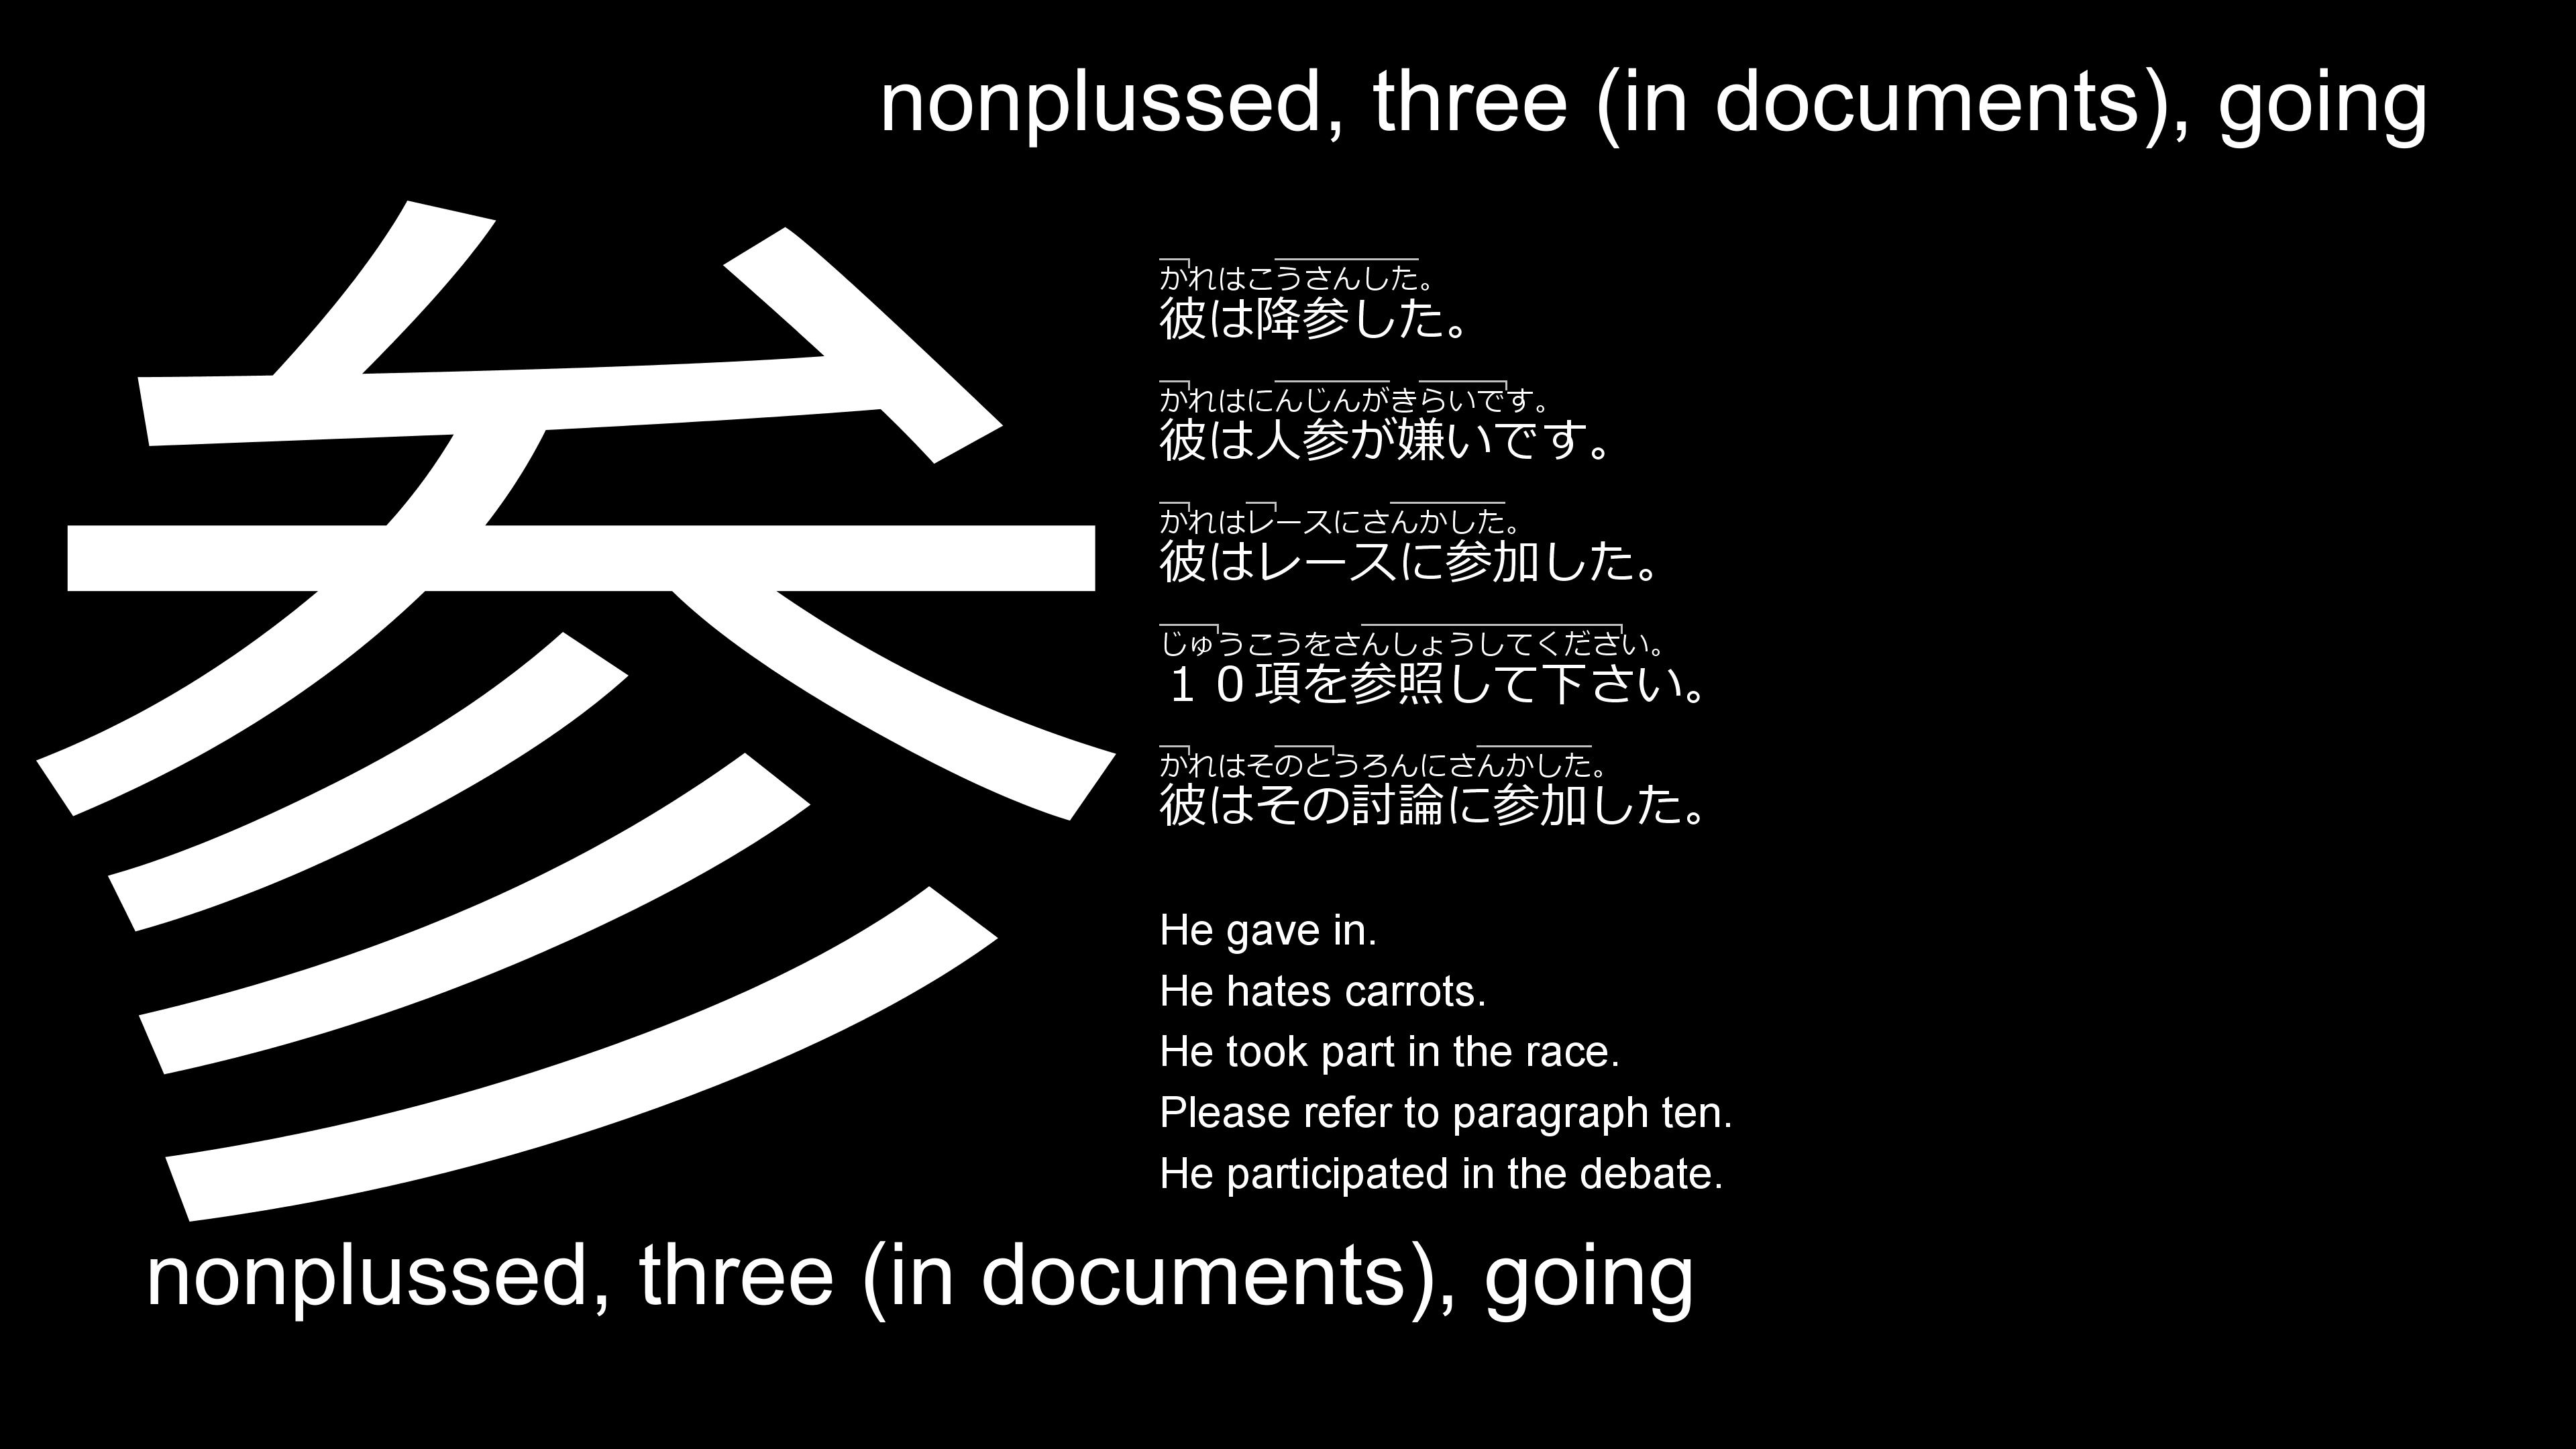 nonplussed, three (in documents), going
参
かれはこうさんした。
彼は降参した。
かれはにんじんがきらいです。
彼は人参が嫌いです。
かれはレースにさんかした。
彼はレースに参加した。
じゅうこうをさんしょうしてください。
１０項を参照して下さい。
かれはそのとうろんにさんかした。
彼はその討論に参加した。
He gave in.
He hates carrots.
He took part in the race.
Please refer to paragraph ten.
He participated in the debate.
nonplussed, three (in documents), going